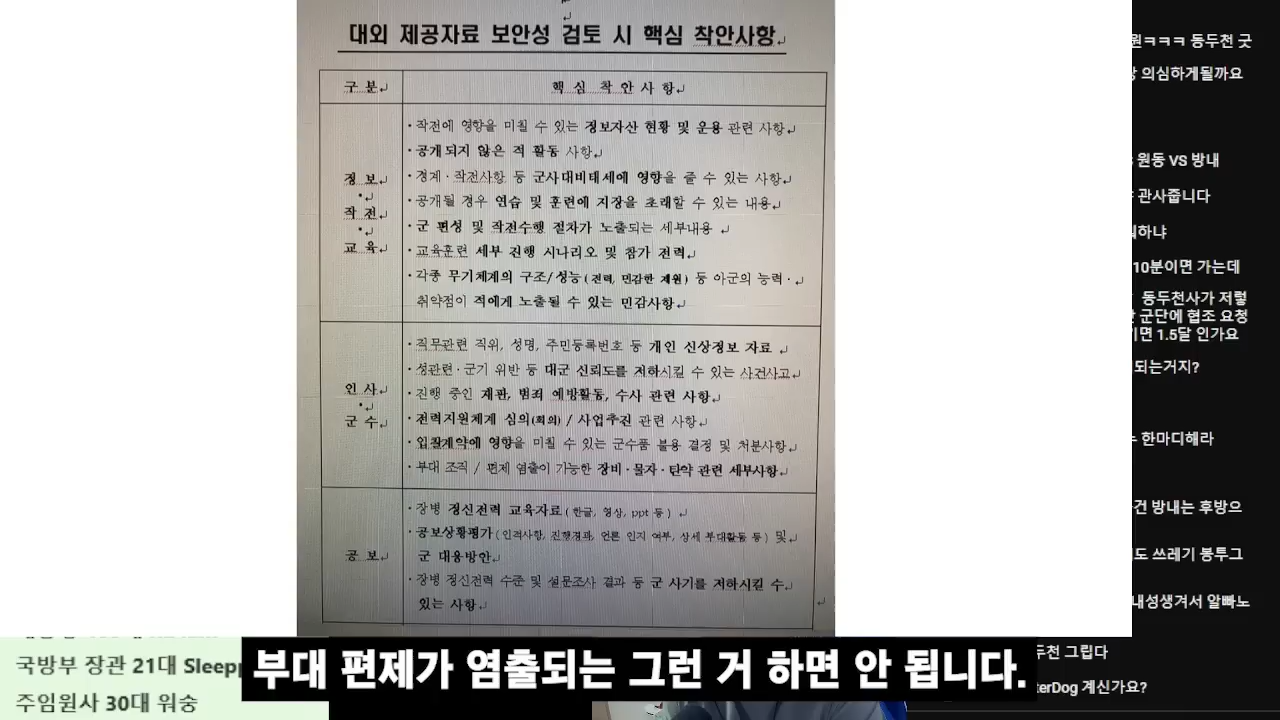 대외 제공자료 보안성 검토 시 핵심 착안사항
구 분
핵 심 착 안 사 항
정 보
·
작 전
·
교 육
· 작전에 영향을 미칠 수 있는 정보자산 현황 및 운용 관련 사항
· 공개되지 않은 적 활동 사항
· 경계 · 작전사항 등 군사대비태세에 영향을 줄 수 있는 사항
· 공개될 경우 연습 및 훈련에 지장을 초래할 수 있는 내용
· 군 편성 및 작전수행 절차가 노출되는 세부내용
· 교육훈련 세부 진행 시나리오 및 참가 전력
· 각종 무기체계의 구조/성능(전력, 민감한 제원) 등 아군의 능력 ·
취약점이 적에게 노출될 수 있는 민감사항
인 사
·
군 수
· 직무관련 직위, 성명, 주민등록번호 등 개인 신상정보 자료
· 성관련 · 군기 위반 등 대군 신뢰도를 저하시킬 수 있는 사건사고
· 진행 중인 재판, 범죄 예방활동, 수사 관련 사항
· 전력지원체계 심의(회의) / 사업추진 관련 사항
· 입찰계약에 영향을 미칠 수 있는 군수품 불용 결정 및 처분사항
· 부대 조직 / 편제 염출이 가능한 장비 · 물자 · 탄약 관련 세부사항
공 보
· 장병 정신전력 교육자료(한글, 영상, ppt 등)
· 공보상황평가(인적사항, 진행경과, 언론 인지 여부, 상세 부대활동 등) 및
군 대응방안
· 장병 정신전력 수준 및 설문조사 결과 등 군 사기를 저하시킬 수
있는 사항
원ㅋㅋㅋ 동두천 굿
의심하게될까요
원동 VS 방내
관사줍니다
하냐
10분이면 가는데
동두천사가 저렇
군단에 협조 요청
기면 1.5달 인가요
되는거지?
한마디해라
건 방내는 후방으
도 쓰레기 봉투그
내성생겨서 알빠노
두천 그립다
terDog 계신가요?
국방부 장관 21대 Sleepp
주임원사 30대 워숭
부대 편제가 염출되는 그런 거 하면 안 됩니다.